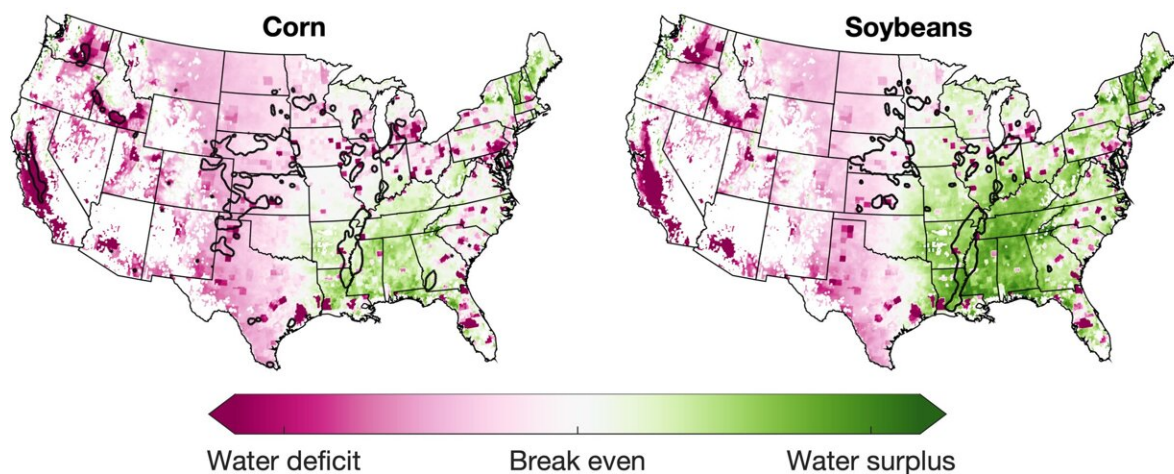 Corn
Soybeans
Water deficit
Break even
Water surplus